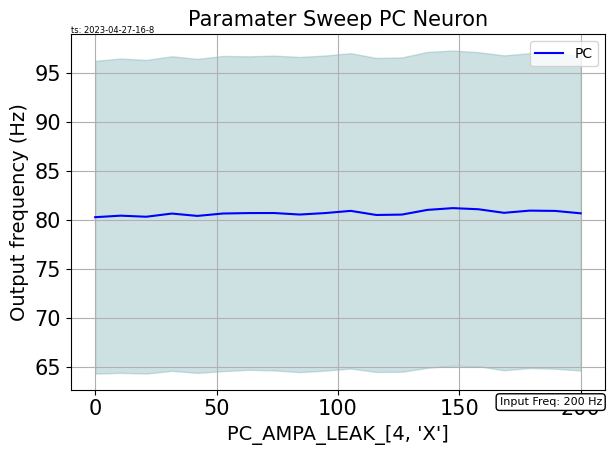 Paramater Sweep PC Neuron
ts: 2023-04-27-16-8
PC
95
90
85
80
75
70
65
Output frequency (Hz)
0 50 100 150 200
Input Freq: 200 Hz
PC_AMPA_LEAK_[4, 'X']